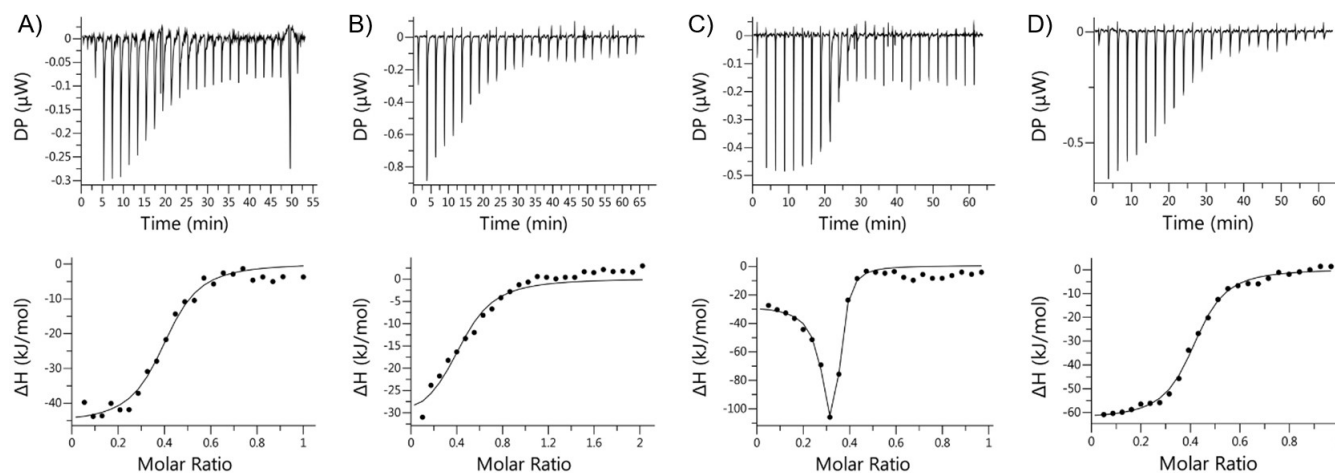 A)
0
-0.05
-0.1
-0.15
-0.2
-0.25
-0.3
DP (μW)
0 5 10 15 20 25 30 35 40 45 50 55
Time (min)
B)
0
-0.2
-0.4
-0.6
-0.8
DP (μW)
0 5 10 15 20 25 30 35 40 45 50 55 60 65
Time (min)
C)
0
-0.1
-0.2
-0.3
-0.4
-0.5
DP (μW)
0 10 20 30 40 50 60
Time (min)
D)
0
-0.5
DP (μW)
0 10 20 30 40 50 60
Time (min)
0
-10
-20
-30
-40
ΔH (kJ/mol)
0 0.2 0.4 0.6 0.8 1
Molar Ratio
0
-5
-10
-15
-20
-25
-30
ΔH (kJ/mol)
0 0.4 0.8 1.2 1.6 2
Molar Ratio
0
-20
-40
-60
-80
-100
ΔH (kJ/mol)
0 0.2 0.4 0.6 0.8 1
Molar Ratio
0
-10
-20
-30
-40
-50
-60
ΔH (kJ/mol)
0 0.2 0.4 0.6 0.8
Molar Ratio